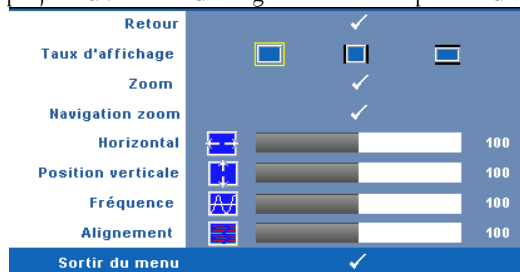 Retour
Taux d'affichage
Zoom
Navigation zoom
Horizontal 100
Position verticale 100
Fréquence 100
Alignement 100
Sortir du menu